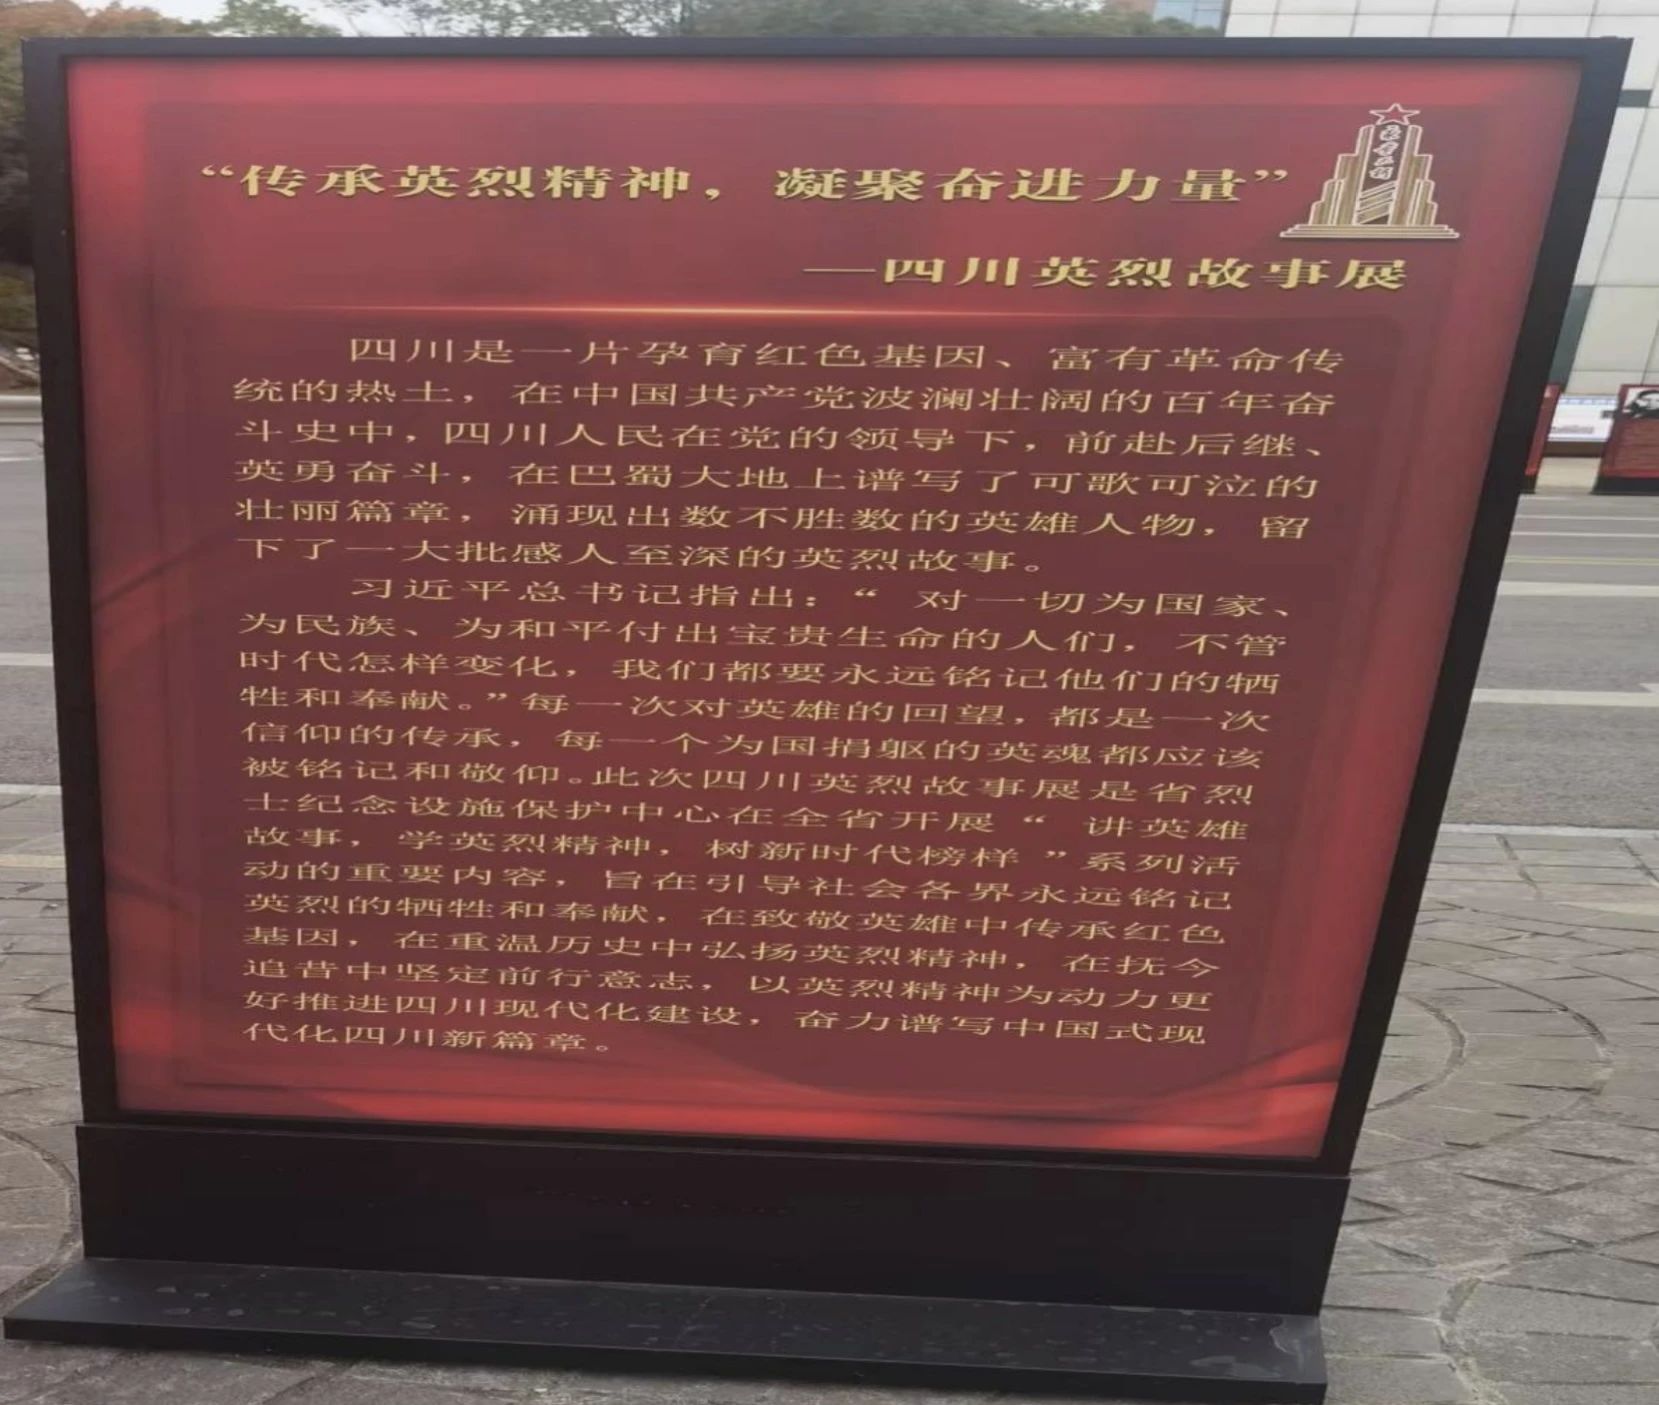 “传承英烈精神，凝聚奋进力量”
—四川英烈故事展
四川是一片孕育红色基因、富有革命传
统的热土，在中国共产党波澜壮阔的百年奋
斗史中，四川人民在党的领导下，前赴后继、
英勇奋斗，在巴蜀大地上谱写了可歌可泣的
壮丽篇章，涌现出数不胜数的英雄人物，留
下了一大批感人至深的英烈故事。
习近平总书记指出：“ 对一切为国家、
为民族、为和平付出宝贵生命的人们，不管
时代怎样变化，我们都要永远铭记他们的牺
牲和奉献。”每一次对英雄的回望，都是一次
信仰的传承，每一个为国捐躯的英魂都应该
被铭记和敬仰。此次四川英烈故事展是省烈
士纪念设施保护中心在全省开展“ 讲英雄
故事，学英烈精神，树新时代榜样 ”系列活
动的重要内容，旨在引导社会各界永远铭记
英烈的牺牲和奉献，在致敬英雄中传承红色
基因，在重温历史中弘扬英烈精神，在抚今
追昔中坚定前行意志，以英烈精神为动力更
好推进四川现代化建设，奋力谱写中国式现
代化四川新篇章。